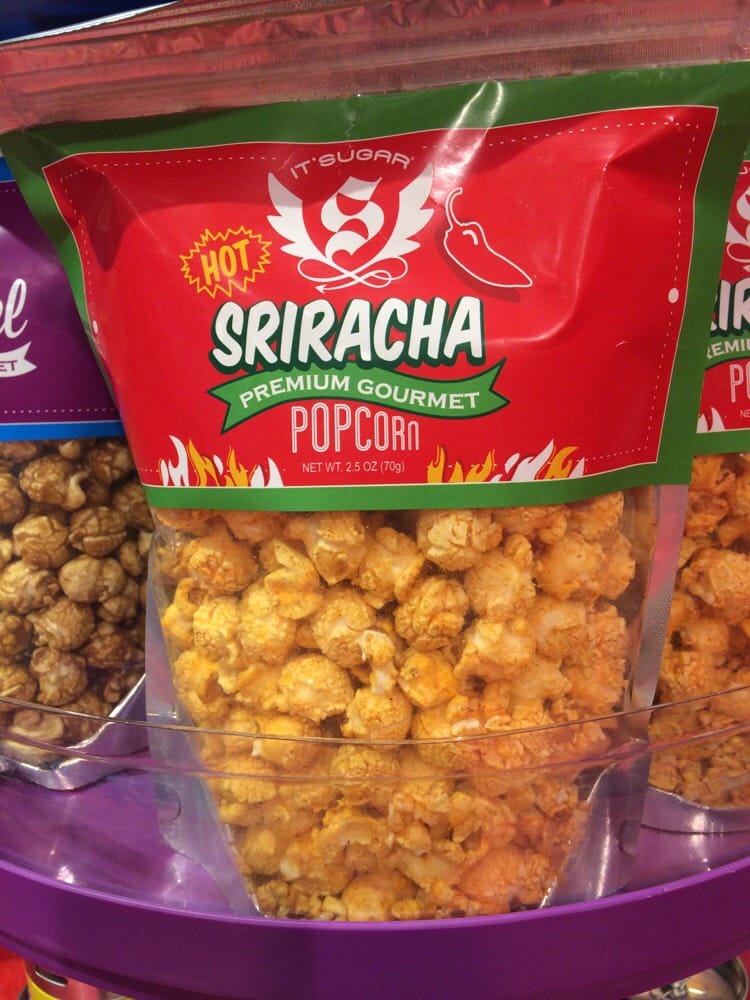 IT'SUGAR
S
HOT
SRIRACHA
PREMIUM GOURMET
POPCORN
NET WT. 2.5 OZ (70g)